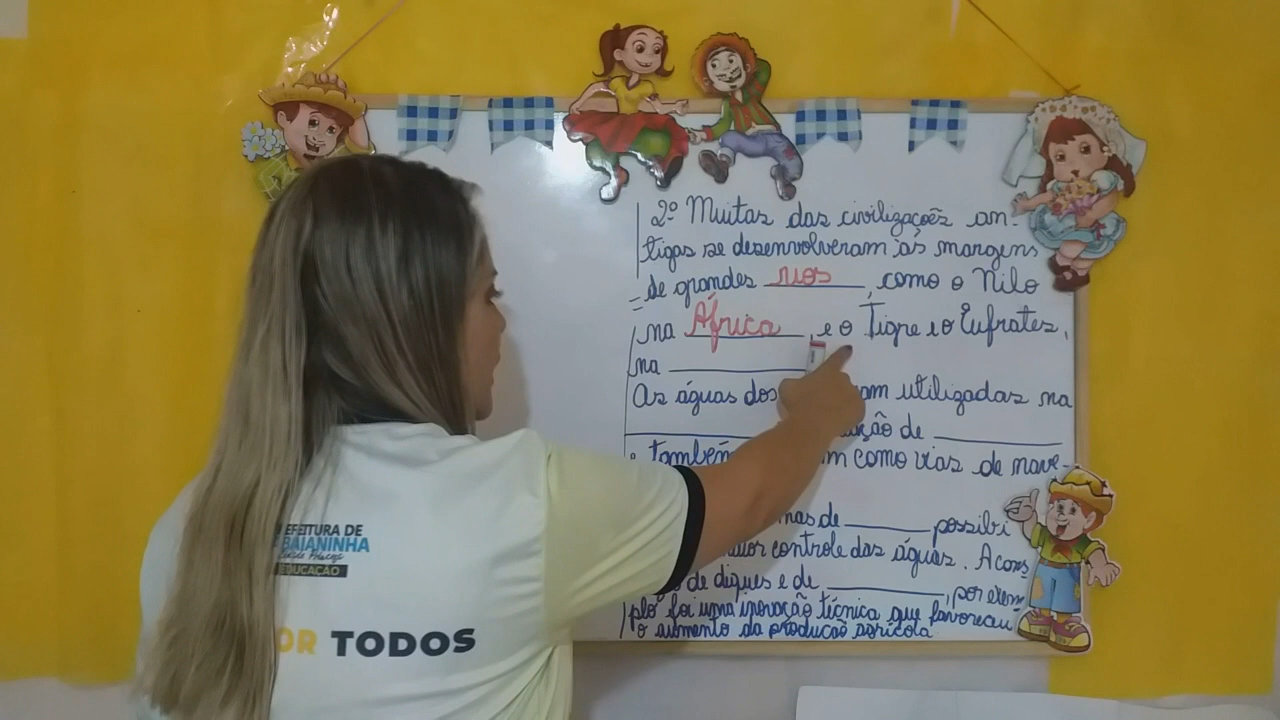 2º Muitas das civilizações an-
tigas se desenvolveram às margens
de grandes rios, como o Nilo
na África, e o Tigre e o Eufrates,
na
As águas dos am utilizadas na
ução de
também m como vias de nave-
mas de possibi
maior controle das águas. A cons
de diques e de , por exem
plo foi uma inovação técnica que favoreceu
o aumento da produção agrícola.
EFEITURA DE
BAIANINHA
EDUCAÇÃO
OR TODOS